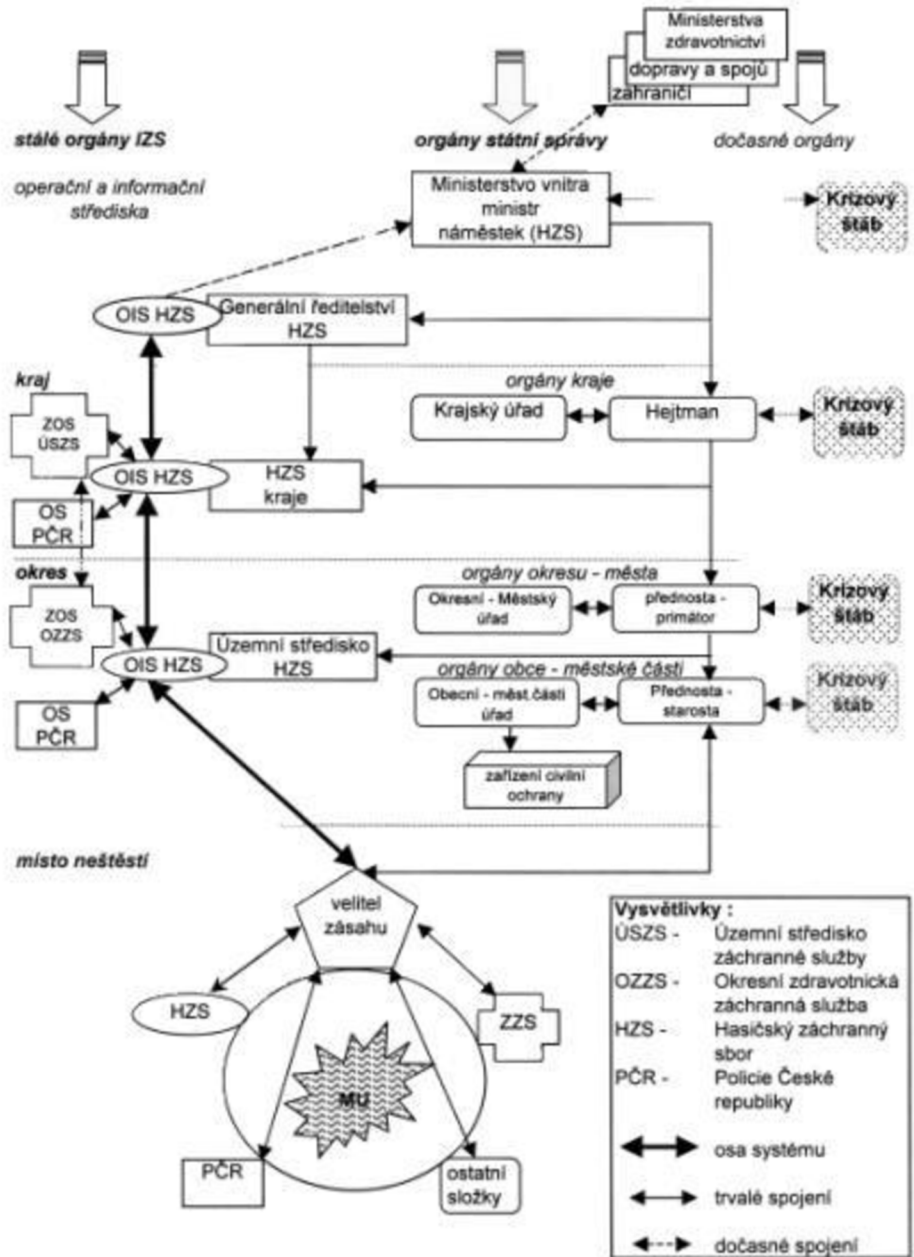 Ministerstva
zdravotnictví
dopravy a spojů
zahraničí
stálé orgány IZS
orgány státní správy
dočasné orgány
operační a informační
střediska
Ministerstvo vnitra
ministr
náměstek (HZS)
Krizový
štáb
OIS HZS
Generální ředitelství
HZS
kraj
orgány kraje
ZOS
ÚSZS
Krajský úřad
Hejtman
Krizový
štáb
OIS HZS
HZS
kraje
OS
PČR
okres
orgány okresu - města
ZOS
OZZS
Okresní - Městský
úřad
přednosta -
primátor
Krizový
štáb
OIS HZS
Územní středisko
HZS
orgány obce - městské části
OS
PČR
Obecní - měst.části
úřad
Přednosta -
starosta
Krizový
štáb
zařízení civilní
ochrany
místo neštěstí
velitel
zásahu
HZS
ZZS
MU
PČR
ostatní
složky
Vysvětlivky :
ÚSZS - Územní středisko
záchranné služby
OZZS - Okresní zdravotnická
záchranná služba
HZS - Hasičský záchranný
sbor
PČR - Policie České
republiky
osa systému
trvalé spojení
dočasné spojení